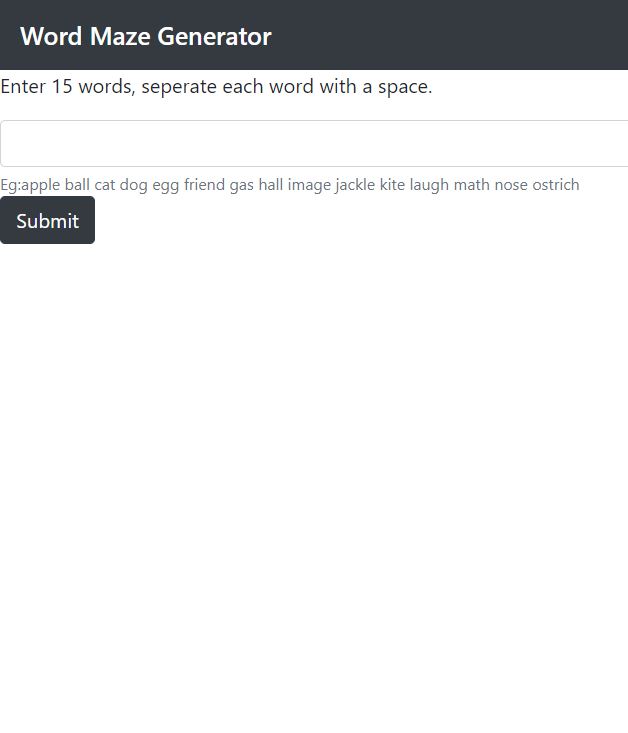 Word Maze Generator
Enter 15 words, seperate each word with a space.
Eg:apple ball cat dog egg friend gas hall image jackle kite laugh math nose ostrich
Submit